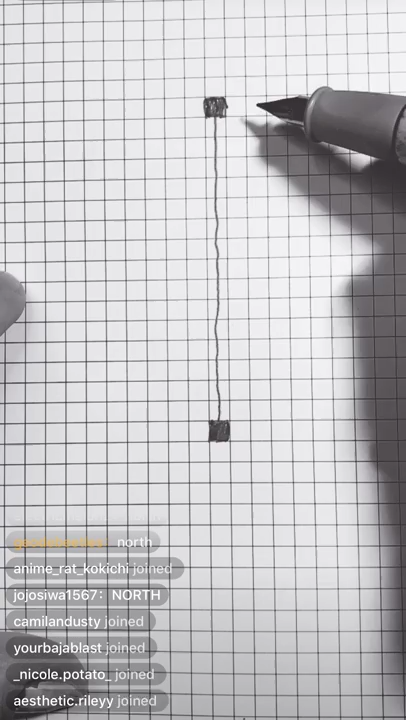 north
anime_rat_kokichi joined
jojosiwa1567: NORTH
camilandusty joined
yourbajablast joined
_nicole.potato_ joined
aesthetic.rileyy joined